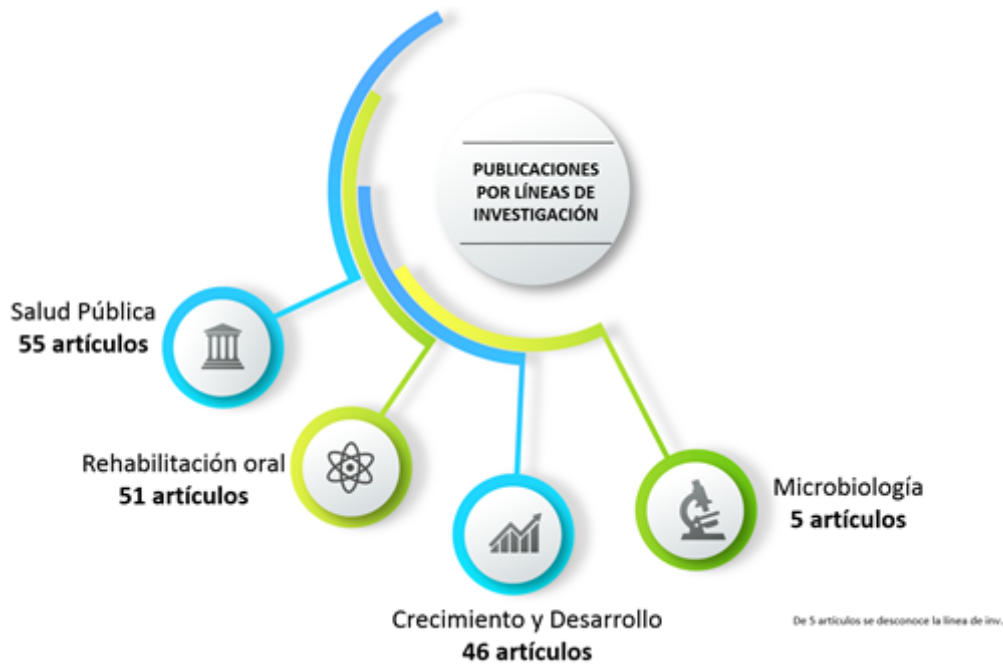 PUBLICACIONES
POR LÍNEAS DE
INVESTIGACIÓN
Salud Pública
55 artículos
Rehabilitación oral
51 artículos
Crecimiento y Desarrollo
46 artículos
Microbiología
5 artículos
De 5 artículos se desconoce la línea de inv.